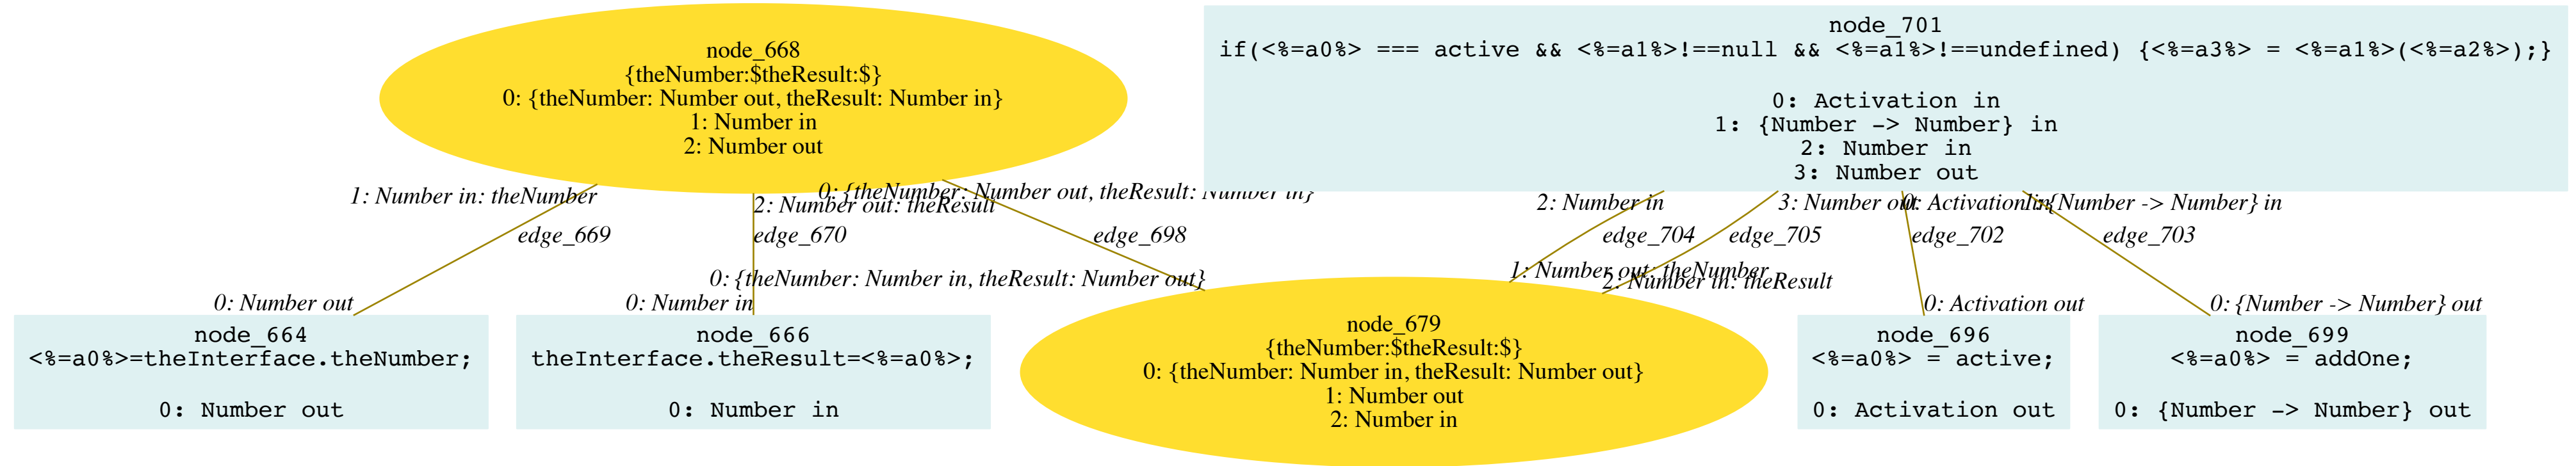 node_668
{theNumber:$theResult:$}
0: {theNumber: Number out, theResult: Number in}
1: Number in
2: Number out
node_701
if(<%=a0%> === active && <%=a1%>!==null && <%=a1%>!==undefined) {<%=a3%> = <%=a1%>(<%=a2%>);}
0: Activation in
1: {Number -> Number} in
2: Number in
3: Number out
1: Number in: theNumber
2: Number out: theResult
0: {theNumber: Number out, theResult: Number in}
2: Number in
3: Number out
0: Activation in
1: {Number -> Number} in
edge_669
edge_670
edge_698
edge_704
edge_705
edge_702
edge_703
0: Number out
0: Number in
0: {theNumber: Number in, theResult: Number out}
1: Number out: theNumber
2: Number in: theResult
0: Activation out
0: {Number -> Number} out
node_664
<%=a0%>=theInterface.theNumber;
0: Number out
node_666
theInterface.theResult=<%=a0%>;
0: Number in
node_679
{theNumber:$theResult:$}
0: {theNumber: Number in, theResult: Number out}
1: Number out
2: Number in
node_696
<%=a0%> = active;
0: Activation out
node_699
<%=a0%> = addOne;
0: {Number -> Number} out